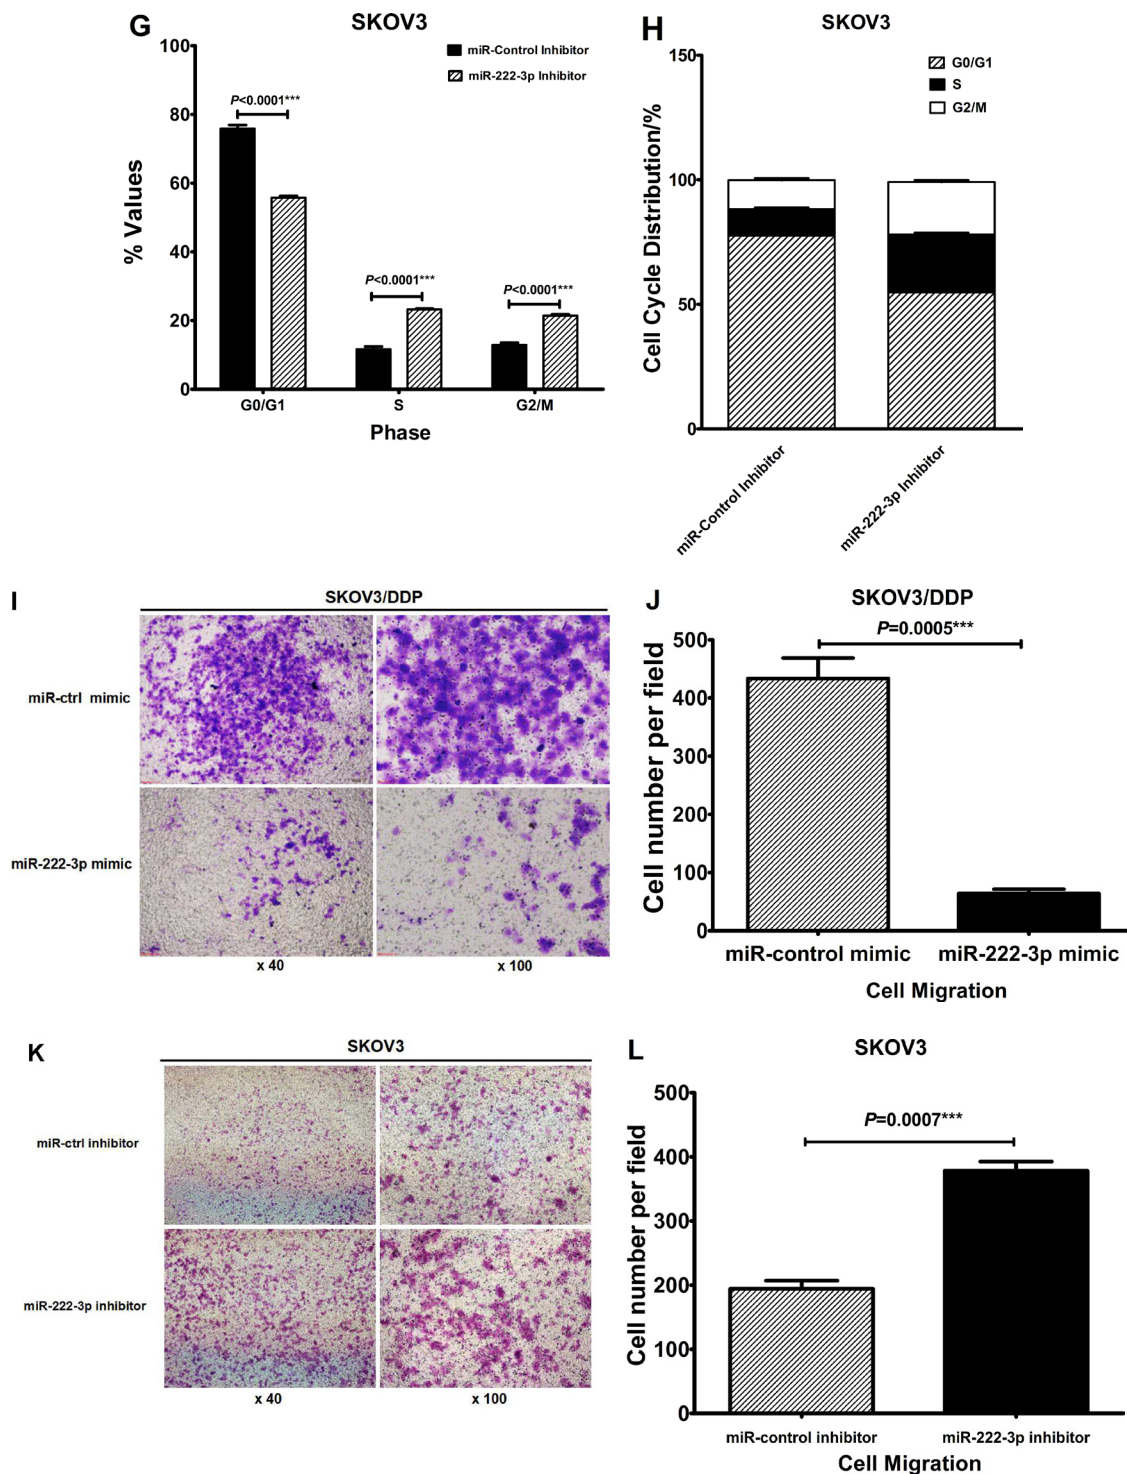 G
SKOV3
miR-Control Inhibitor
miR-222-3p Inhibitor
% Values
100
80
60
40
20
0
P<0.0001***
P<0.0001***
P<0.0001***
G0/G1
S
G2/M
Phase
H
SKOV3
G0/G1
S
G2/M
Cell Cycle Distribution/%
150
100
50
0
miR-Control Inhibitor
miR-222-3p Inhibitor
I
SKOV3/DDP
miR-ctrl mimic
miR-222-3p mimic
x 40
x 100
J
SKOV3/DDP
P=0.0005***
Cell number per field
500
400
300
200
100
0
miR-control mimic
miR-222-3p mimic
Cell Migration
K
SKOV3
miR-ctrl inhibitor
miR-222-3p inhibitor
x 40
x 100
L
SKOV3
P=0.0007***
Cell number per field
500
400
300
200
100
0
miR-control inhibitor
miR-222-3p inhibitor
Cell Migration